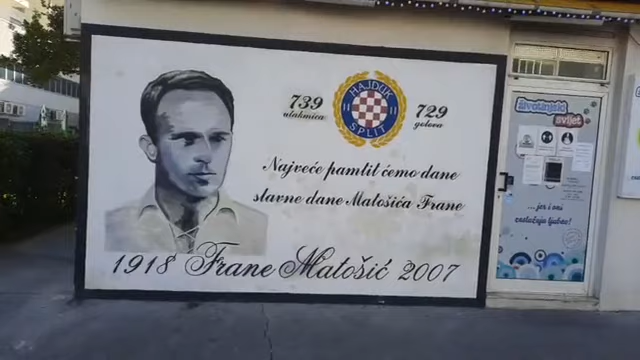 HAJDUK
SPLIT
739
utakmica
729
golova
Najveće pamtit ćemo dane
slavne dane Matošića Frane
1918 Frane Matošić 2007
životinjski
svijet
...jer i oni
zaslužuju ljubav!